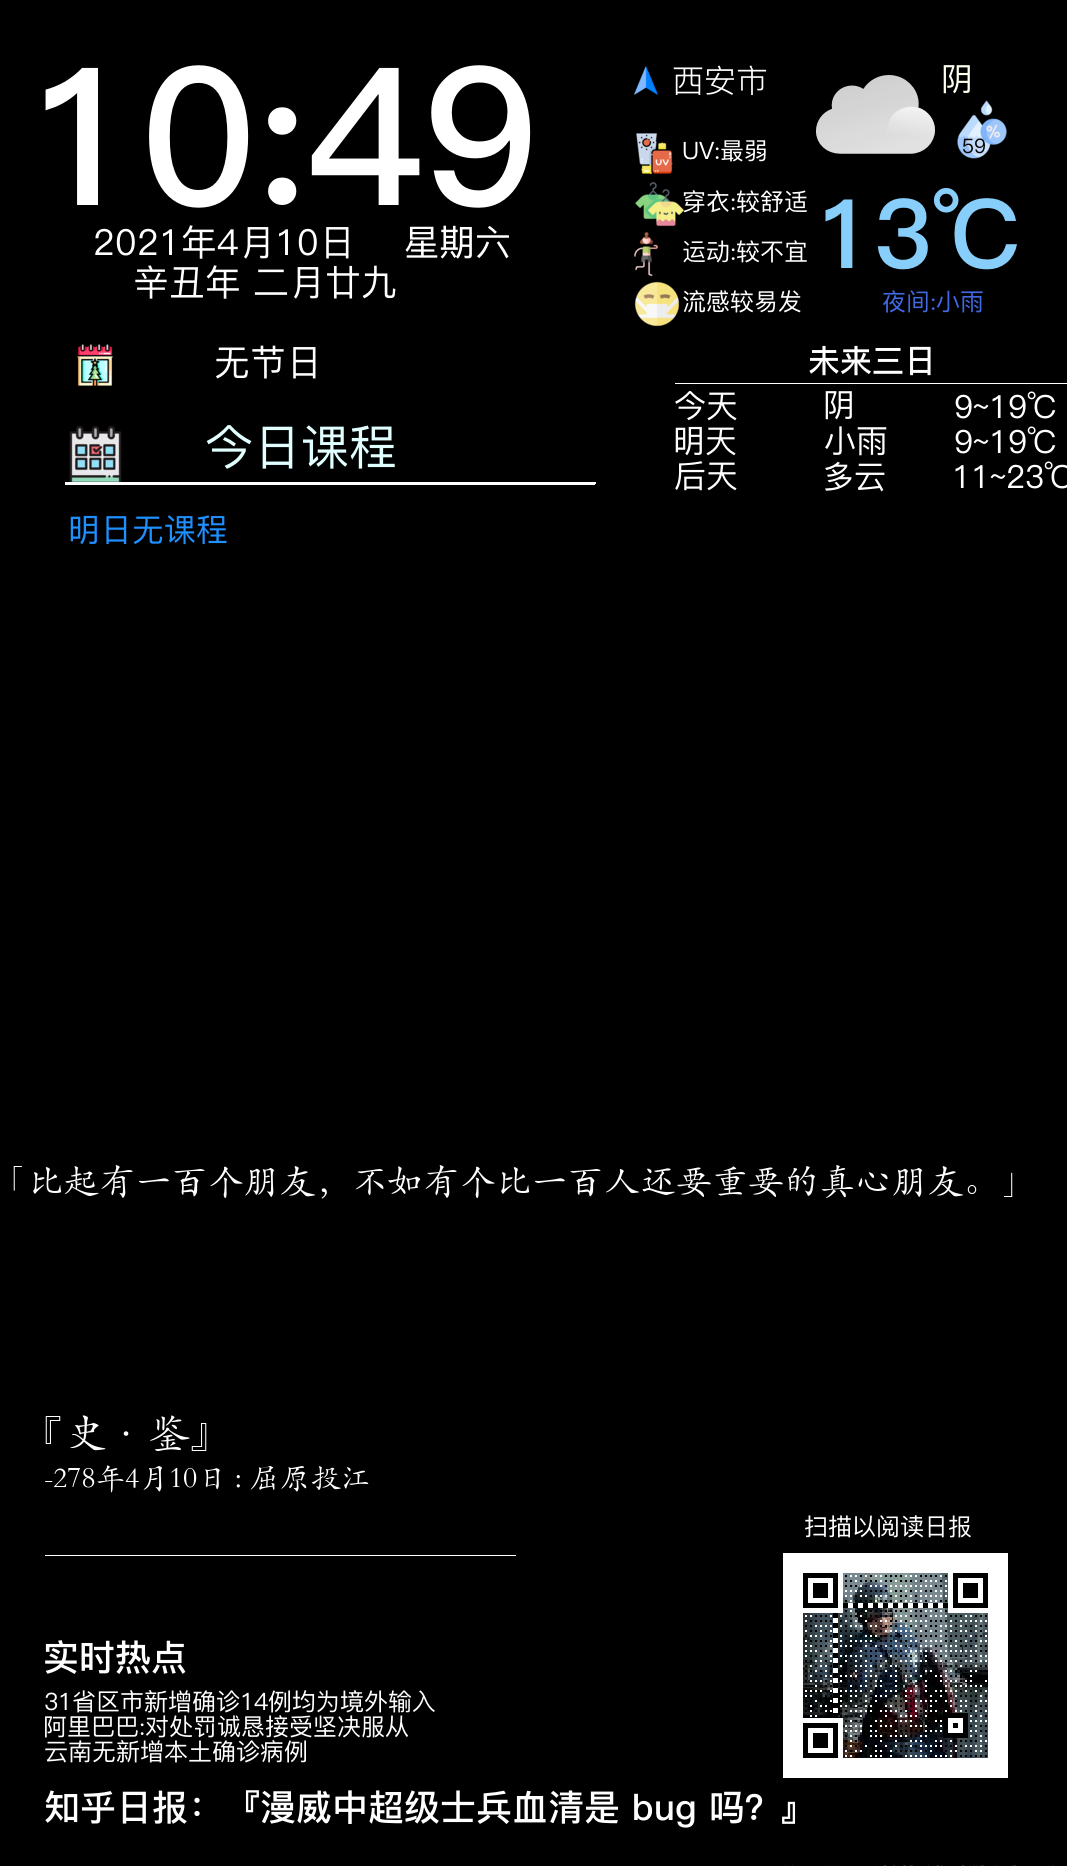 10:49
2021年4月10日 星期六
辛丑年 二月廿九
无节日
今日课程
明日无课程
西安市
阴
UV
UV:最弱
%
59
穿衣:较舒适
13℃
运动:较不宜
流感较易发
夜间:小雨
未来三日
今天 阴 9~19℃
明天 小雨 9~19℃
后天 多云 11~23℃
「比起有一百个朋友，不如有个比一百人还要重要的真心朋友。」
『史·鉴』
-278年4月10日:屈原投江
扫描以阅读日报
实时热点
31省区市新增确诊14例均为境外输入
阿里巴巴:对处罚诚恳接受坚决服从
云南无新增本土确诊病例
知乎日报：『漫威中超级士兵血清是 bug 吗？』